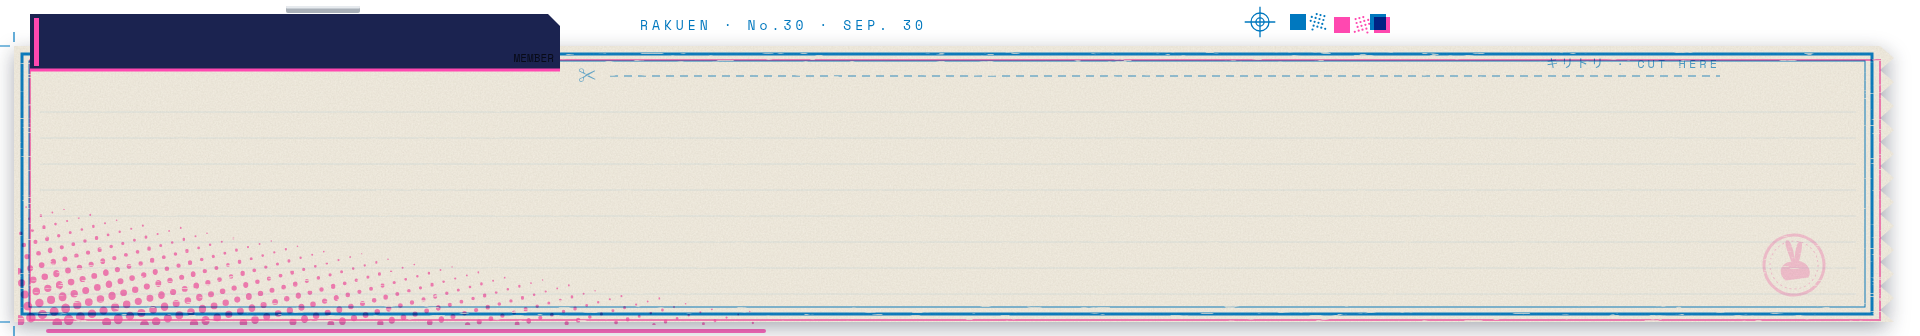 RAKUEN · No.30 · SEP. 30
MEMBER
キリトリ · CUT HERE